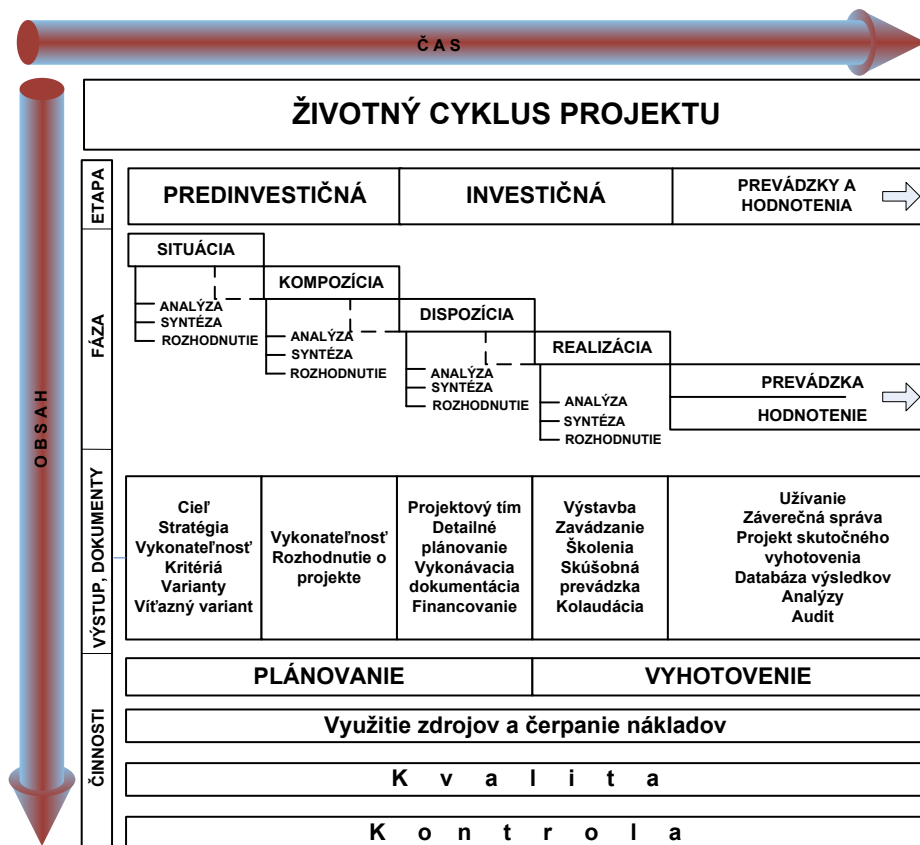 Č A S
ŽIVOTNÝ CYKLUS PROJEKTU
O B S A H
ETAPA
PREDINVESTIČNÁ
INVESTIČNÁ
PREVÁDZKY A
HODNOTENIA
FÁZA
SITUÁCIA
ANALÝZA
SYNTÉZA
ROZHODNUTIE
KOMPOZÍCIA
ANALÝZA
SYNTÉZA
ROZHODNUTIE
DISPOZÍCIA
ANALÝZA
SYNTÉZA
ROZHODNUTIE
REALIZÁCIA
ANALÝZA
SYNTÉZA
ROZHODNUTIE
PREVÁDZKA
HODNOTENIE
VÝSTUP, DOKUMENTY
Cieľ
Stratégia
Vykonateľnosť
Kritériá
Varianty
Víťazný variant
Vykonateľnosť
Rozhodnutie o
projekte
Projektový tím
Detailné
plánovanie
Vykonávacia
dokumentácia
Financovanie
Výstavba
Zavádzanie
Školenia
Skúšobná
prevádzka
Kolaudácia
Užívanie
Záverečná správa
Projekt skutočného
vyhotovenia
Databáza výsledkov
Analýzy
Audit
ČINNOSTI
PLÁNOVANIE
VYHOTOVENIE
Využitie zdrojov a čerpanie nákladov
K v a l i t a
K o n t r o l a